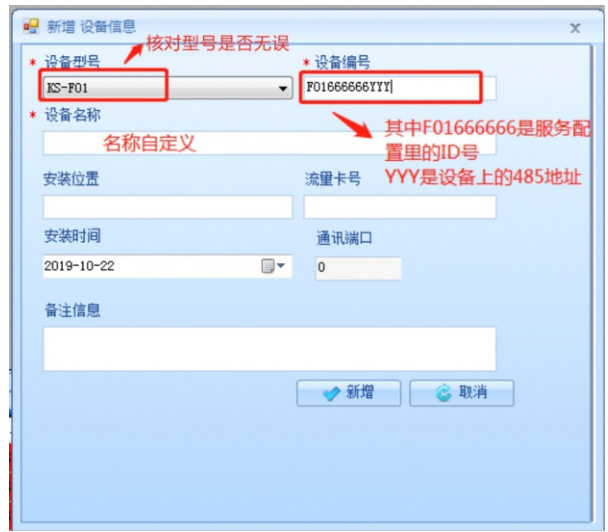 新增 设备信息
核对型号是否无误
* 设备型号
* 设备编号
KS-F01
F01666666YYY
* 设备名称
名称自定义
其中F01666666是服务配
置里的ID号
YYY是设备上的485地址
安装位置
流量卡号
安装时间
通讯端口
2019-10-22
0
备注信息
新增
取消